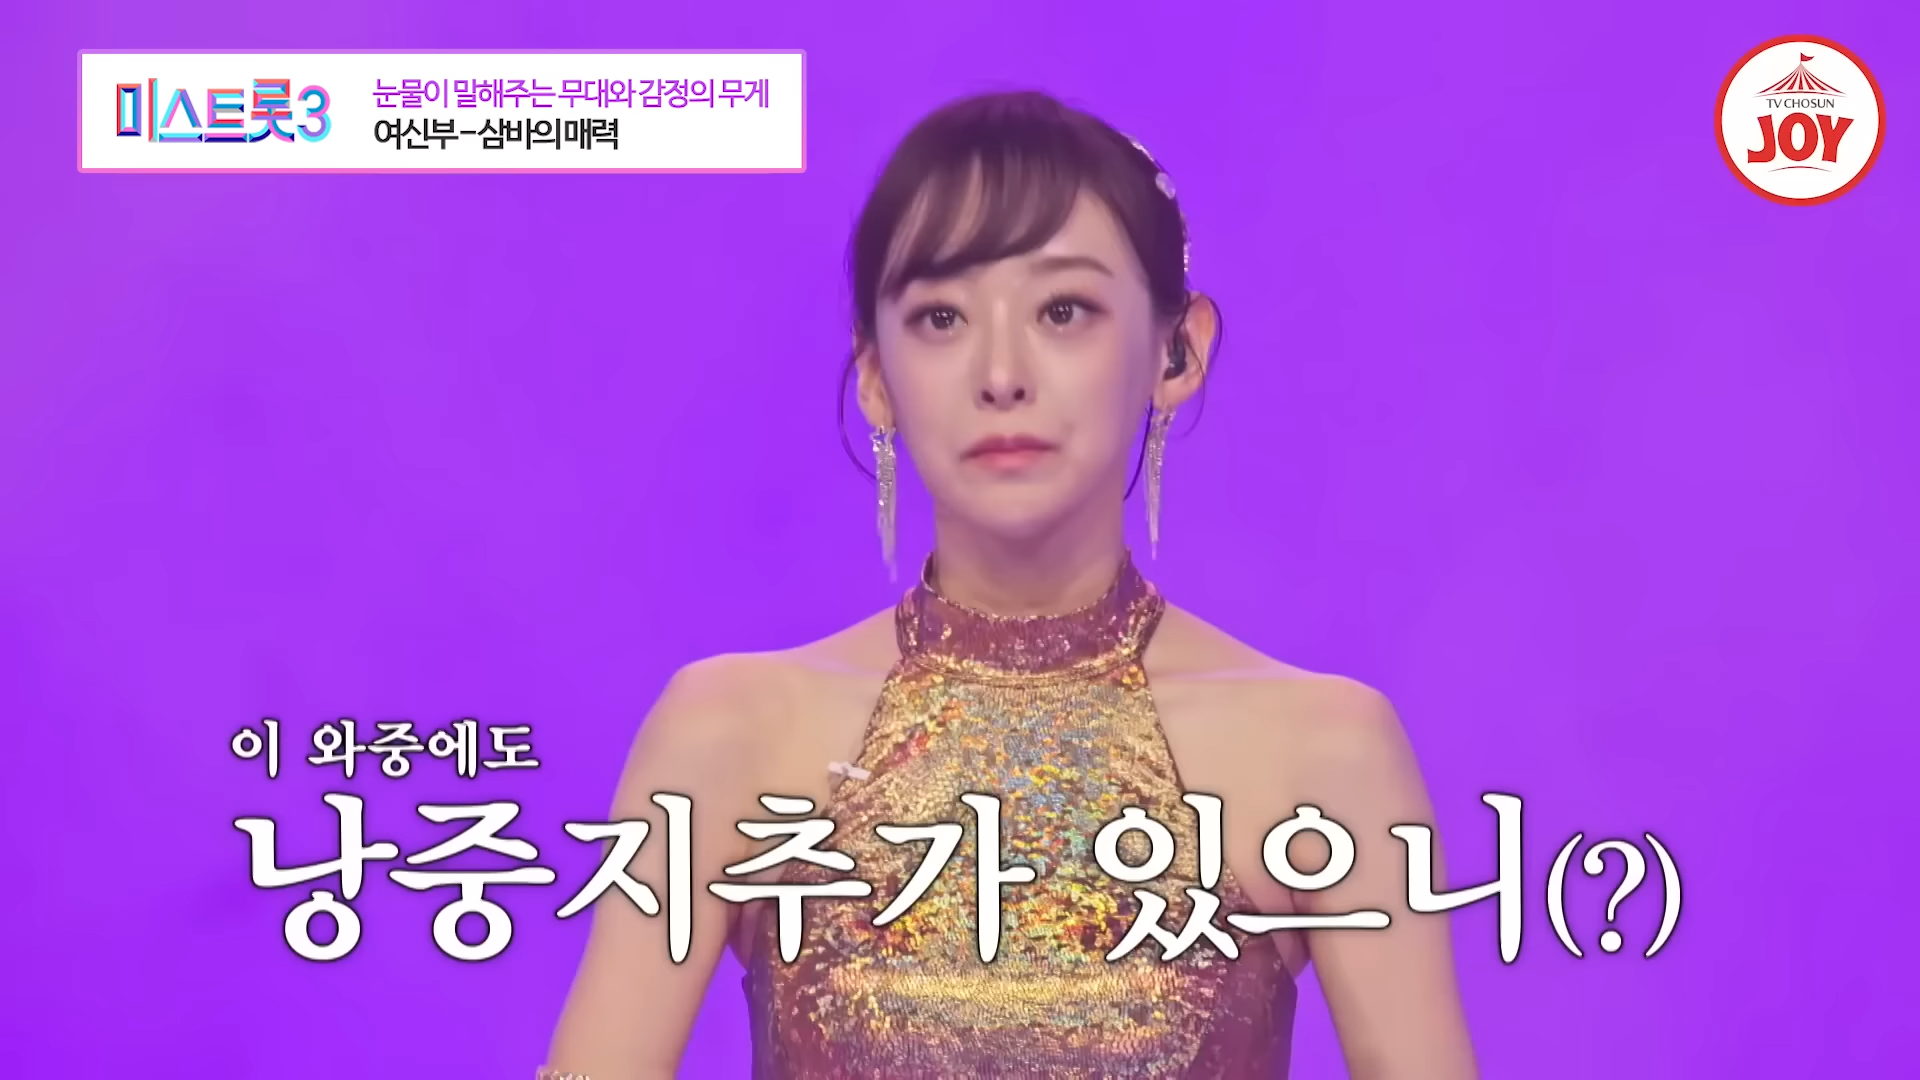 미스트롯3
눈물이 말해주는 무대와 감정의 무게
여신부-삼바의 매력
TV CHOSUN
JOY
이 와중에도
낭중지추가 있으니(?)